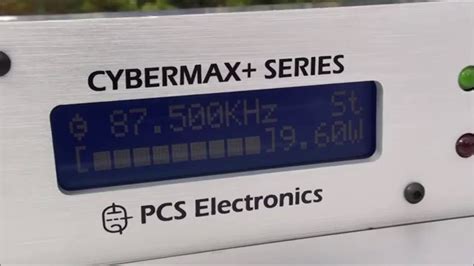 CYBERMAX+ SERIES
87.500KHz St
[■■■■■■■■■]9.60W
PCS Electronics